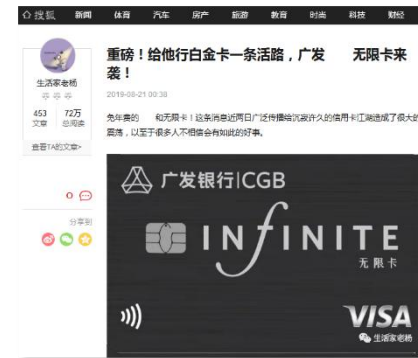 搜狐 新闻 体育 汽车 房产 旅游 教育 时尚 科技 财经
生活家老杨
453 72万
文章 总阅读
查看TA的文章>
0
分享到
重磅！给他行白金卡一条活路，广发 无限卡来
袭！
2019-08-21 00:38
免年费的 和无限卡！这条消息近两日广泛传播给沉寂许久的信用卡江湖造成了很大的
震荡，以至于很多人不相信会有如此的好事。
广发银行|CGB
INfINITE
无限卡
VISA
生活家老杨